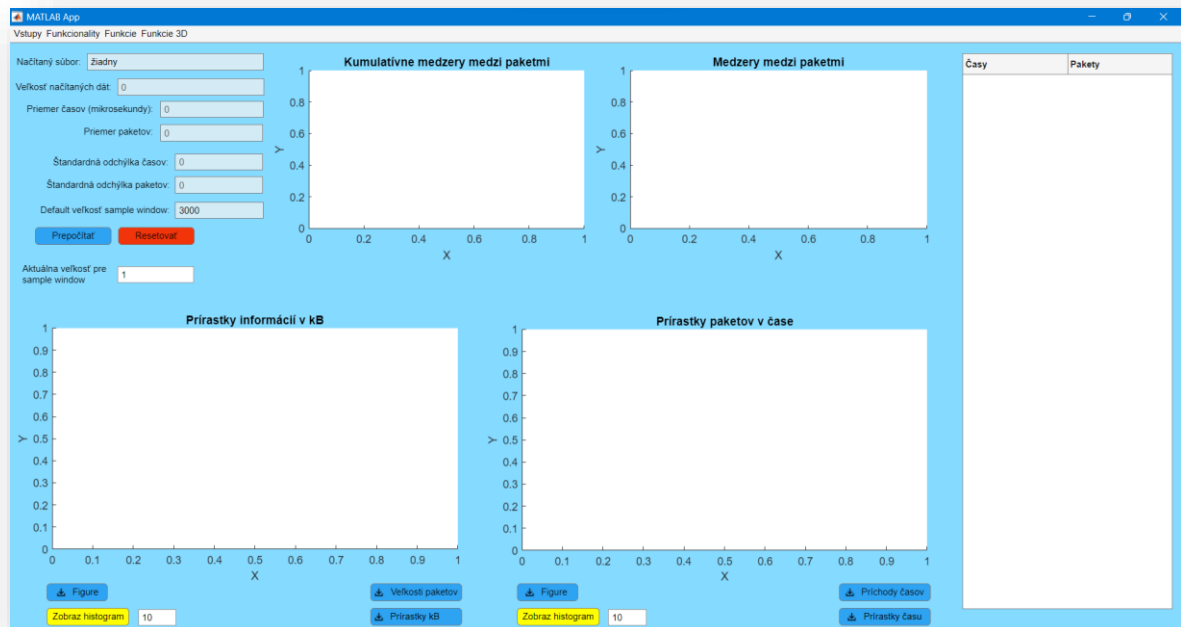 MATLAB App
Vstupy Funkcionality Funkcie Funkcie 3D
Načítaný súbor: žiadny
Veľkosť načítaných dát: 0
Priemer časov (mikrosekundy): 0
Priemer paketov: 0
Štandardná odchýlka časov: 0
Štandardná odchýlka paketov: 0
Default veľkosť sample window: 3000
Prepočítať Resetovať
Aktuálna veľkosť pre
sample window
1
Kumulatívne medzery medzi paketmi
1
0.8
0.6
0.4
0.2
0
Y
0 0.2 0.4 0.6 0.8 1
X
Medzery medzi paketmi
1
0.8
0.6
0.4
0.2
0
Y
0 0.2 0.4 0.6 0.8 1
X
Časy Pakety
Prírastky informácií v kB
1
0.9
0.8
0.7
0.6
0.5
0.4
0.3
0.2
0.1
0
Y
0 0.1 0.2 0.3 0.4 0.5 0.6 0.7 0.8 0.9 1
X
Figure Veľkosti paketov
Zobraz histogram 10 Prírastky kB
Prírastky paketov v čase
1
0.9
0.8
0.7
0.6
0.5
0.4
0.3
0.2
0.1
0
Y
0 0.1 0.2 0.3 0.4 0.5 0.6 0.7 0.8 0.9 1
X
Figure Príchody časov
Zobraz histogram 10 Prírastky času